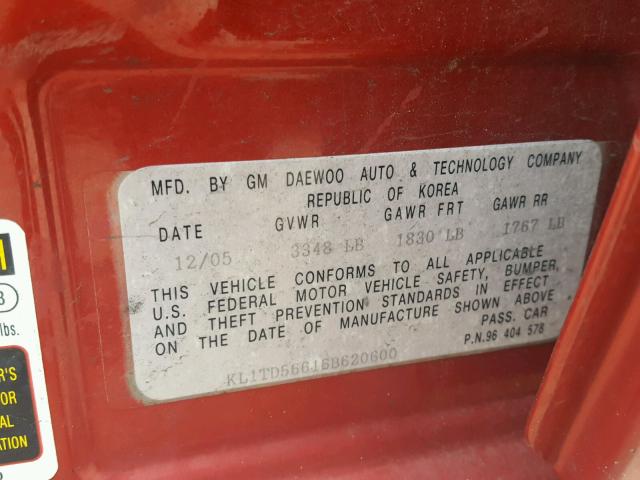 MFD. BY GM DAEWOO AUTO & TECHNOLOGY COMPANY
REPUBLIC OF KOREA
DATE GVWR GAWR FRT GAWR RR
12/05 3348 LB 1830 LB 1767 LB
THIS VEHICLE CONFORMS TO ALL APPLICABLE
U.S. FEDERAL MOTOR VEHICLE SAFETY, BUMPER,
AND THEFT PREVENTION STANDARDS IN EFFECT
ON THE DATE OF MANUFACTURE SHOWN ABOVE
PASS. CAR
P.N.96 404 578
KL1TD56616B620600
lbs.